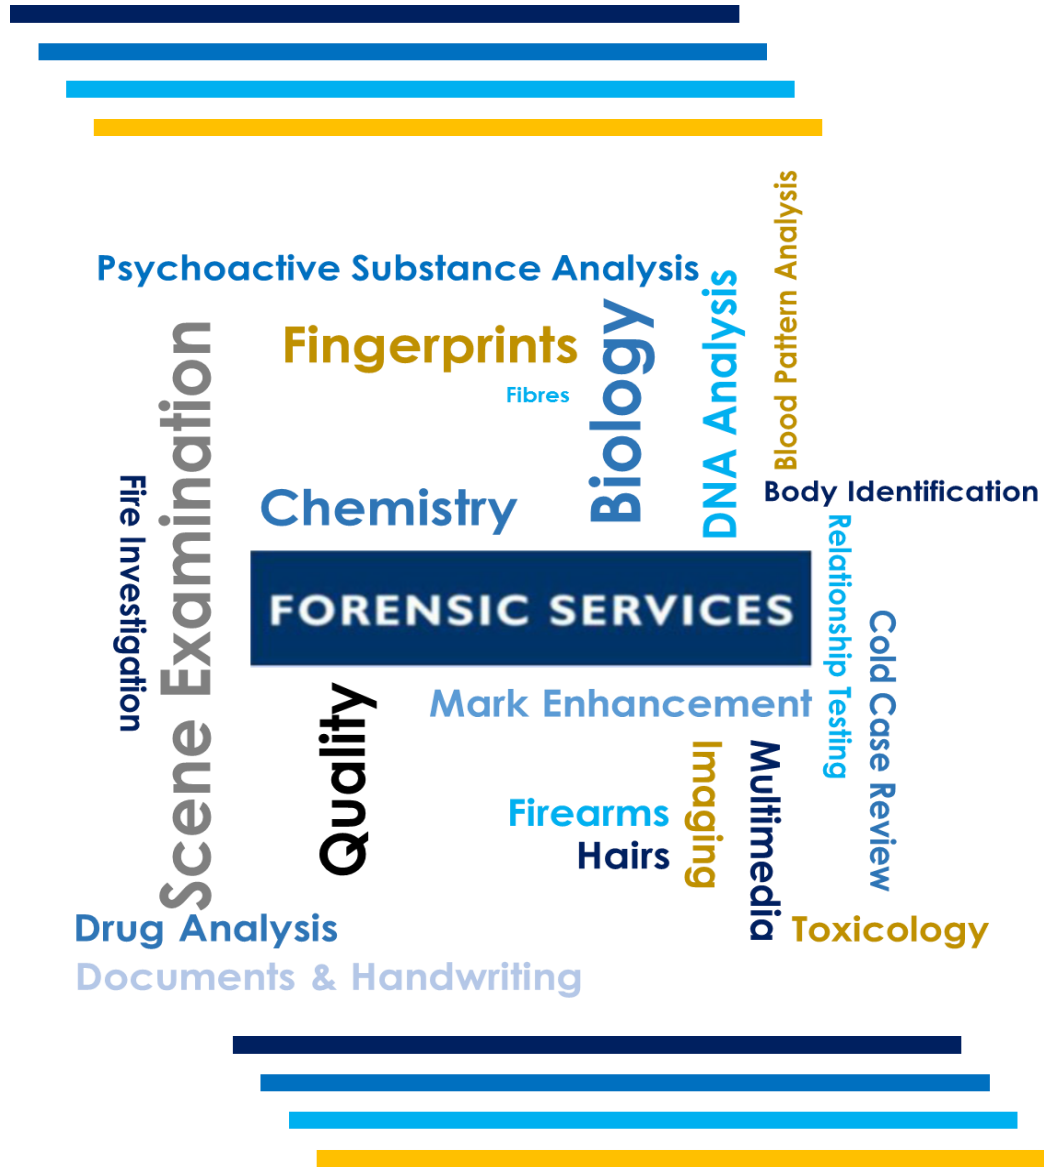 Blood Pattern Analysis
Psychoactive Substance Analysis
DNA Analysis
Biology
Scene Examination
Fingerprints
Fibres
Fire Investigation
Chemistry
Body Identification
Relationship Testing
FORENSIC SERVICES
Cold Case Review
Quality
Mark Enhancement
Imaging
Multimedia
Firearms
Hairs
Drug Analysis
Toxicology
Documents & Handwriting